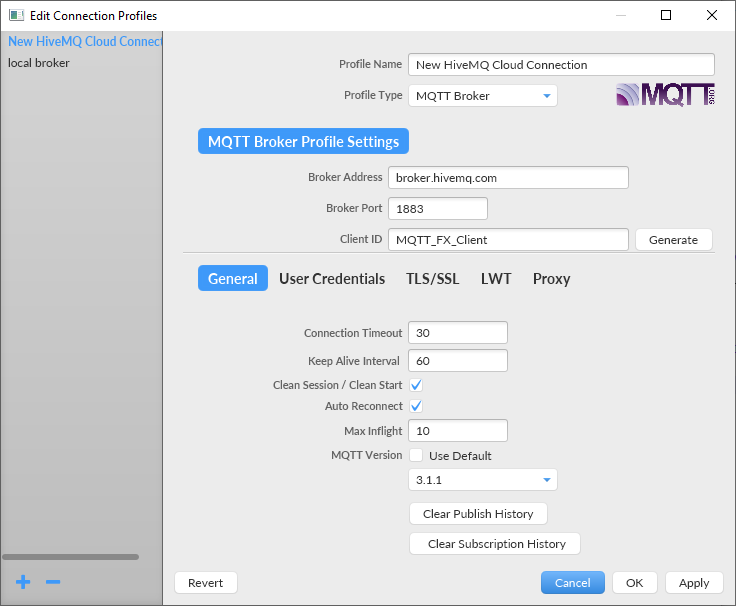 Edit Connection Profiles
New HiveMQ Cloud Connect
local broker
Profile Name New HiveMQ Cloud Connection
Profile Type MQTT Broker
MQTT.ORG
MQTT Broker Profile Settings
Broker Address broker.hivemq.com
Broker Port 1883
Client ID MQTT_FX_Client Generate
General User Credentials TLS/SSL LWT Proxy
Connection Timeout 30
Keep Alive Interval 60
Clean Session / Clean Start
Auto Reconnect
Max Inflight 10
MQTT Version Use Default
3.1.1
Clear Publish History
Clear Subscription History
Revert Cancel OK Apply